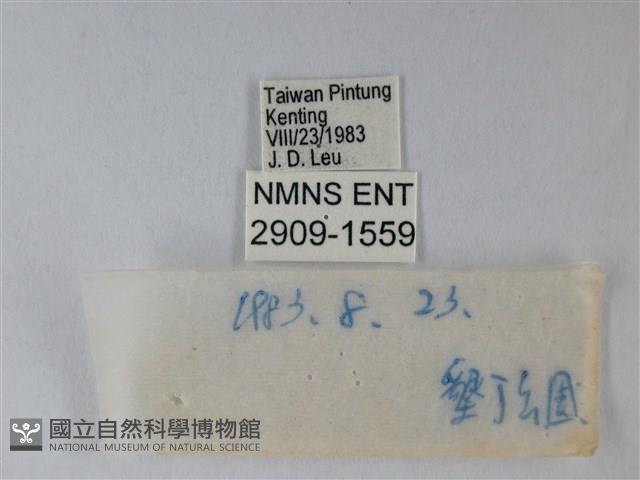 Taiwan Pintung
Kenting
VIII/23/1983
J. D. Leu
NMNS ENT
2909-1559
1983. 8. 23.
墾丁公園
國立自然科學博物館
NATIONAL MUSEUM OF NATURAL SCIENCE